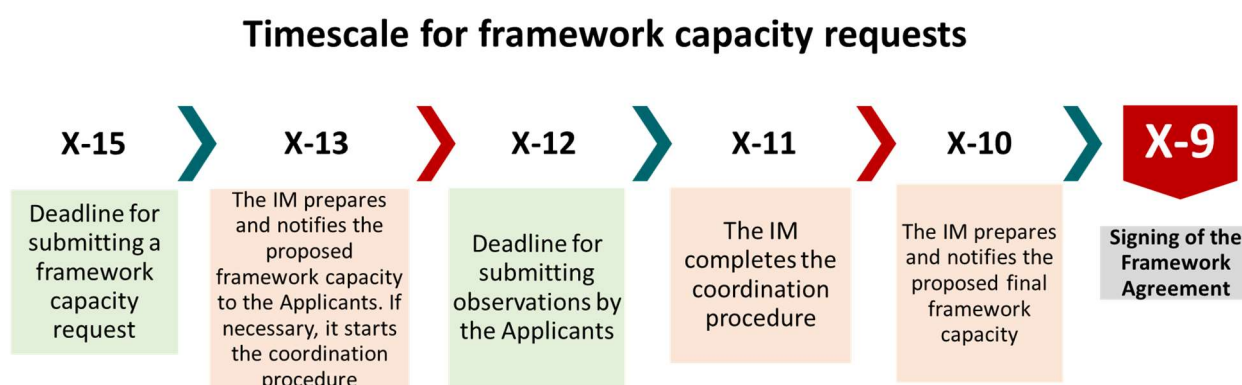 Timescale for framework capacity requests
X-15
X-13
X-12
X-11
X-10
X-9
Deadline for
submitting a
framework
capacity
request
The IM prepares
and notifies the
proposed
framework capacity
to the Applicants. If
necessary, it starts
the coordination
procedure
Deadline for
submitting
observations by
the Applicants
The IM
completes the
coordination
procedure
The IM prepares
and notifies the
proposed final
framework
capacity
Signing of the
Framework
Agreement